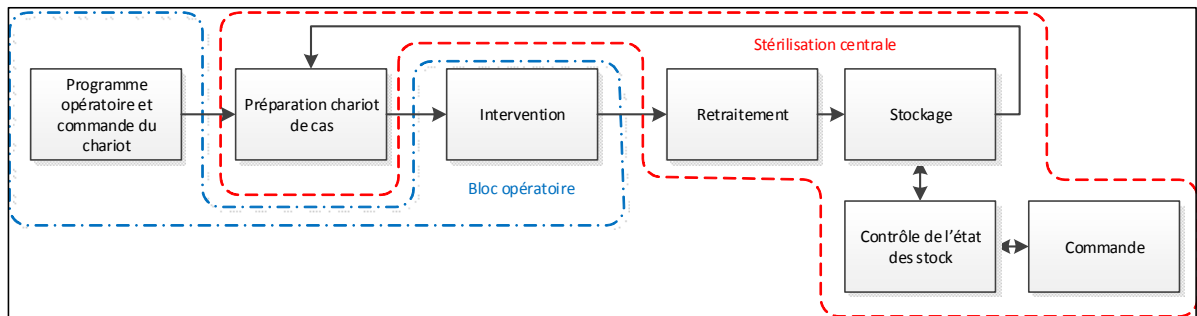 Stérilisation centrale
Programme
opératoire et
commande du
chariot
Préparation chariot
de cas
Intervention
Retraitement
Stockage
Bloc opératoire
Contrôle de l'état
des stock
Commande